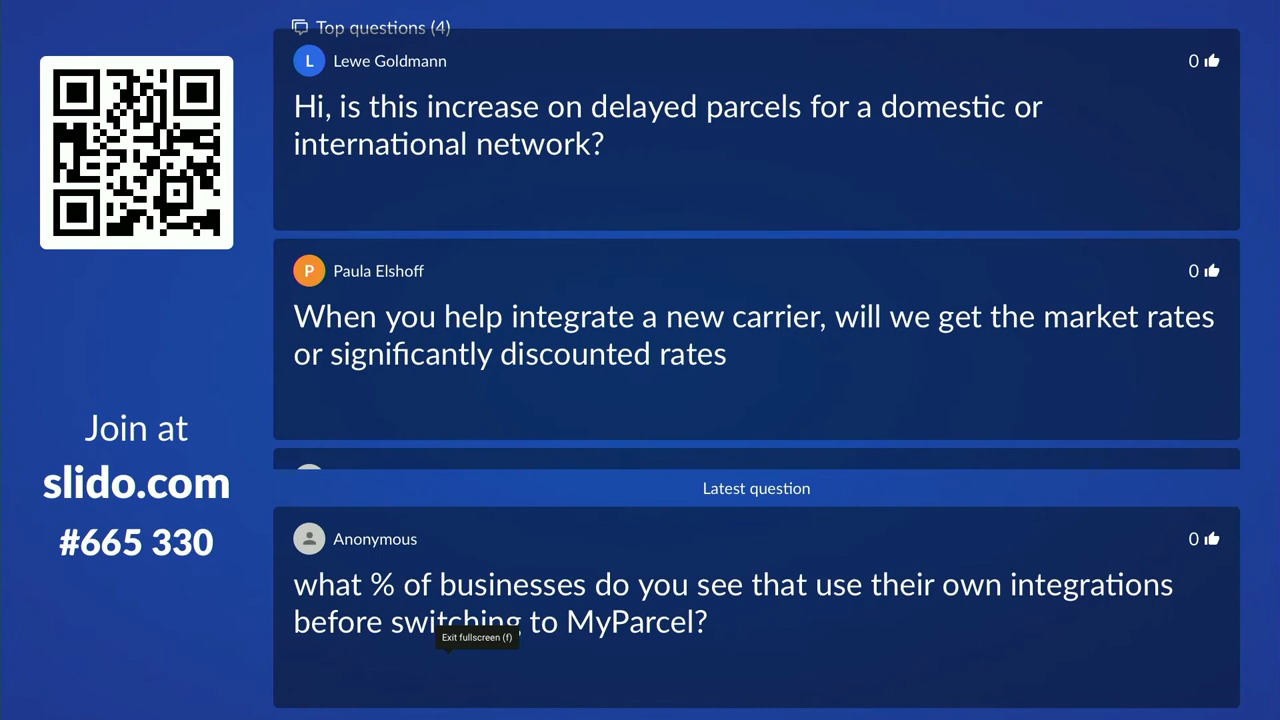 Top questions (4)
L
Lewe Goldmann
0
Hi, is this increase on delayed parcels for a domestic or
international network?
P
Paula Elshoff
0
When you help integrate a new carrier, will we get the market rates
or significantly discounted rates
Join at
slido.com
#665 330
Latest question
Anonymous
0
what % of businesses do you see that use their own integrations
before switching to MyParcel?
Exit fullscreen (f)